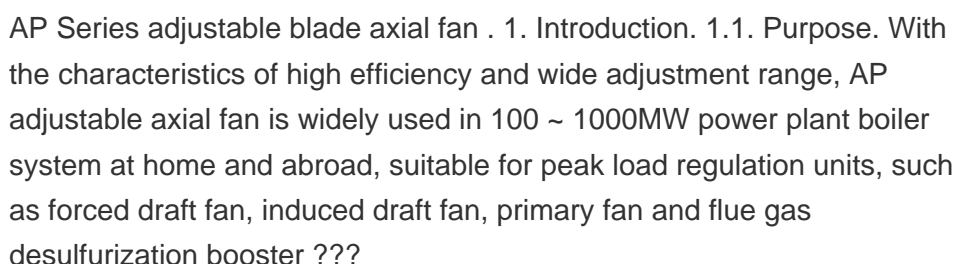 AP Series adjustable blade axial fan . 1. Introduction. 1.1. Purpose. With
the characteristics of high efficiency and wide adjustment range, AP
adjustable axial fan is widely used in 100 ~ 1000MW power plant boiler
system at home and abroad, suitable for peak load regulation units, such
as forced draft fan, induced draft fan, primary fan and flue gas
desulfurization booster ???